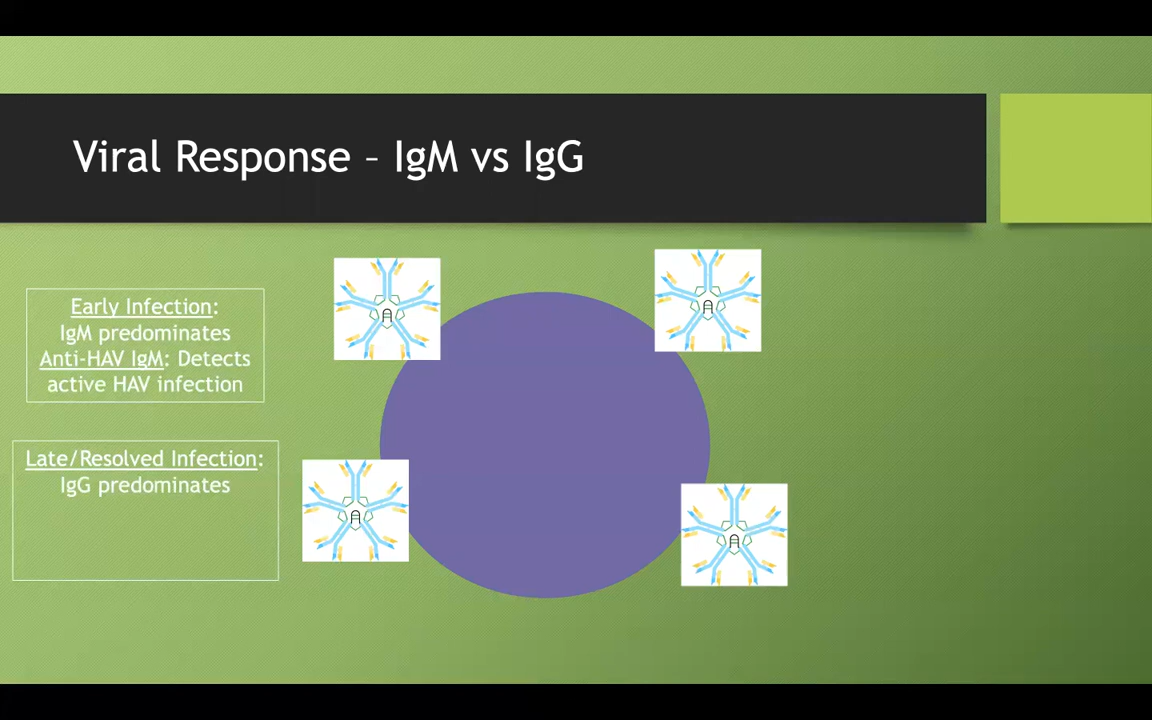 Viral Response – IgM vs IgG
Early Infection:
IgM predominates
Anti-HAV IgM: Detects
active HAV infection
Late/Resolved Infection:
IgG predominates